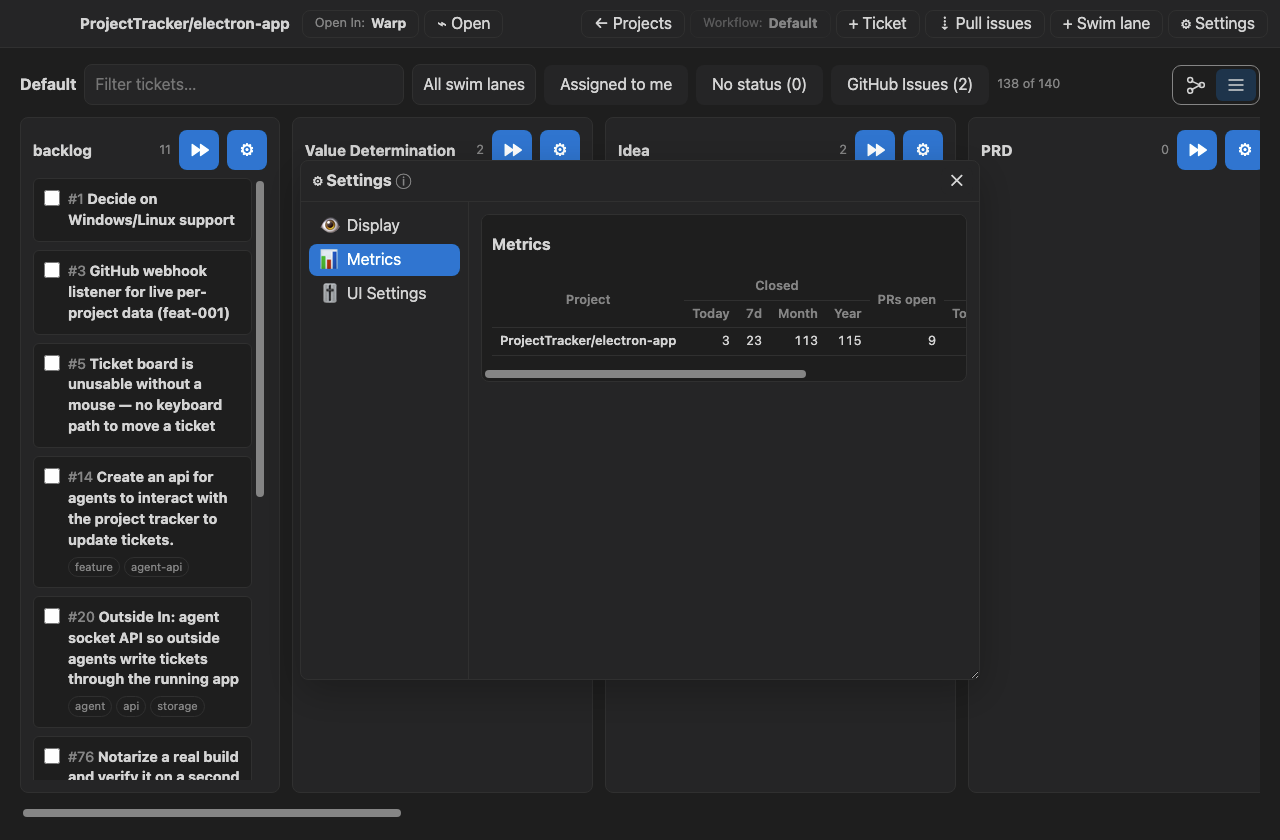 ProjectTracker/electron-app
Open In: Warp
Open
← Projects
Workflow: Default
+ Ticket
⇣ Pull issues
+ Swim lane
⚙ Settings
Default
Filter tickets...
All swim lanes
Assigned to me
No status (0)
GitHub Issues (2)
138 of 140
backlog
11
Value Determination
2
Idea
2
PRD
0
#1 Decide on
Windows/Linux support
#3 GitHub webhook
listener for live per-
project data (feat-001)
#5 Ticket board is
unusable without a
mouse — no keyboard
path to move a ticket
#14 Create an api for
agents to interact with
the project tracker to
update tickets.
feature
agent-api
#20 Outside In: agent
socket API so outside
agents write tickets
through the running app
agent
api
storage
#76 Notarize a real build
and verify it on a second
⚙ Settings ⓘ
Display
Metrics
UI Settings
Metrics
Project
Closed
PRs open
Today
7d
Month
Year
To
ProjectTracker/electron-app
3
23
113
115
9